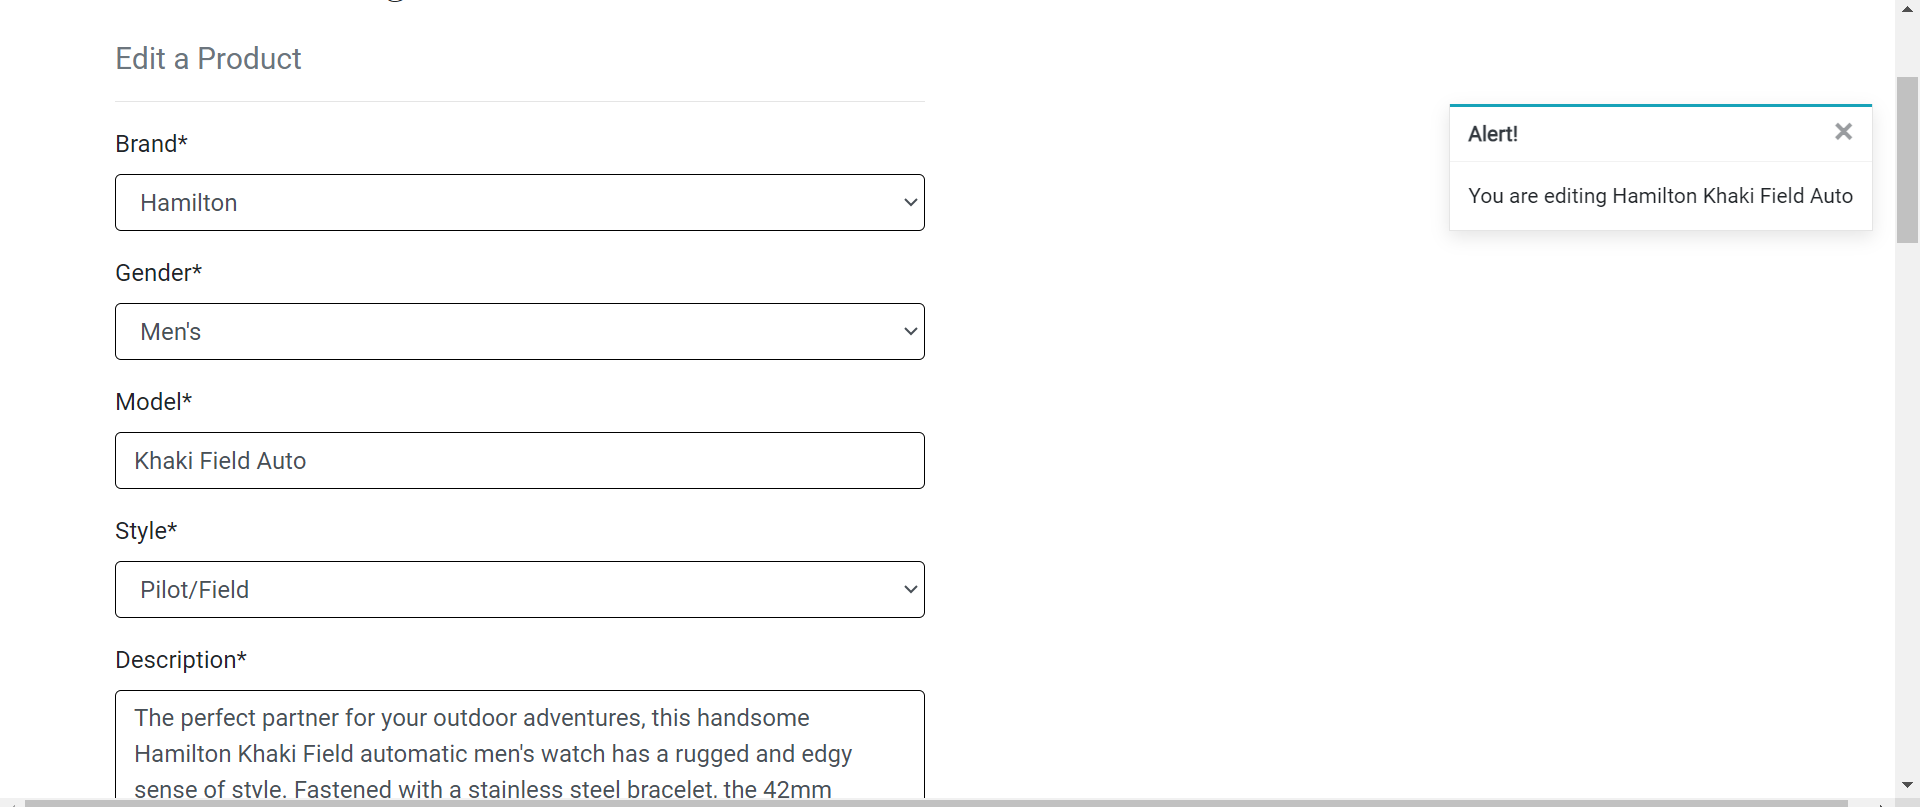 Edit a Product
Alert!
You are editing Hamilton Khaki Field Auto
Brand*
Hamilton
Gender*
Men's
Model*
Khaki Field Auto
Style*
Pilot/Field
Description*
The perfect partner for your outdoor adventures, this handsome
Hamilton Khaki Field automatic men's watch has a rugged and edgy
sense of style. Fastened with a stainless steel bracelet, the 42mm